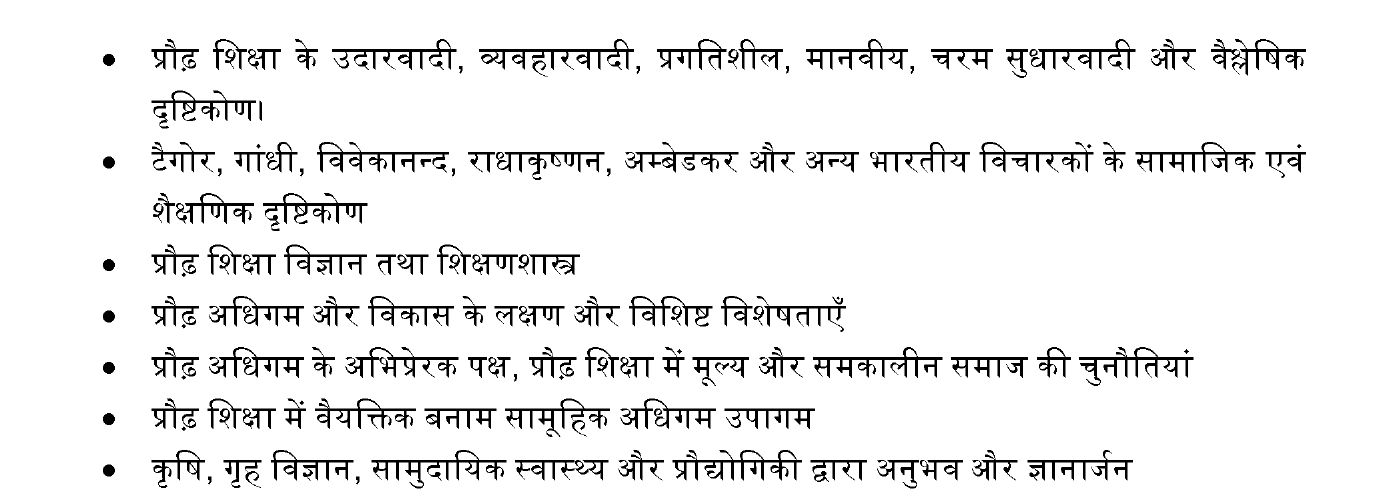 • प्रौढ़ शिक्षा के उदारवादी, व्यवहारवादी, प्रगतिशील, मानवीय, चरम सुधारवादी और वैश्लेषिक
दृष्टिकोण।
• टैगोर, गांधी, विवेकानन्द, राधाकृष्णन, अम्बेडकर और अन्य भारतीय विचारकों के सामाजिक एवं
शैक्षणिक दृष्टिकोण
• प्रौढ़ शिक्षा विज्ञान तथा शिक्षणशास्त्र
• प्रौढ़ अधिगम और विकास के लक्षण और विशिष्ट विशेषताएँ
• प्रौढ़ अधिगम के अभिप्रेरक पक्ष, प्रौढ़ शिक्षा में मूल्य और समकालीन समाज की चुनौतियां
• प्रौढ़ शिक्षा में वैयक्तिक बनाम सामूहिक अधिगम उपागम
• कृषि, गृह विज्ञान, सामुदायिक स्वास्थ्य और प्रौद्योगिकी द्वारा अनुभव और ज्ञानार्जन